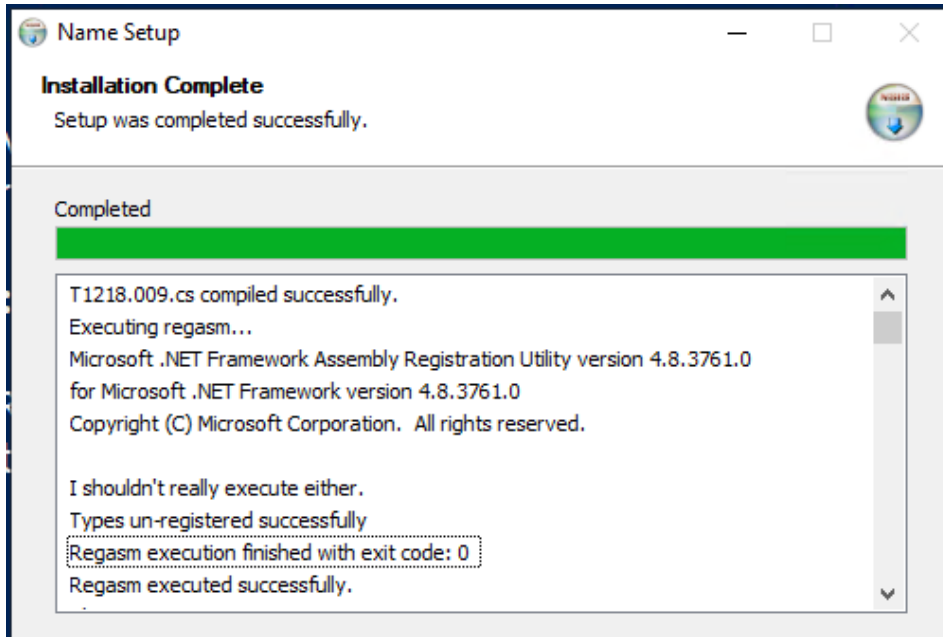 Name Setup
Installation Complete
Setup was completed successfully.
Completed
T1218.009.cs compiled successfully.
Executing regasm...
Microsoft .NET Framework Assembly Registration Utility version 4.8.3761.0
for Microsoft .NET Framework version 4.8.3761.0
Copyright (C) Microsoft Corporation.  All rights reserved.
I shouldn't really execute either.
Types un-registered successfully
Regasm execution finished with exit code: 0
Regasm executed successfully.